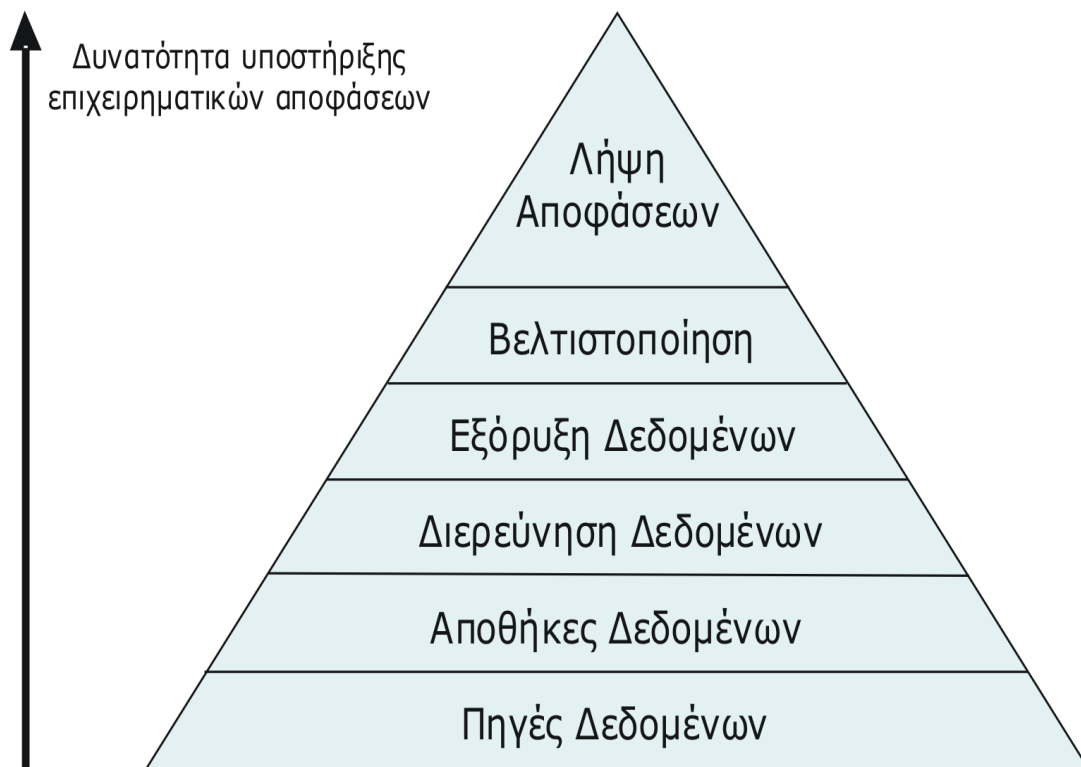 Δυνατότητα υποστήριξης
επιχειρηματικών αποφάσεων
Λήψη
Αποφάσεων
Βελτιστοποίηση
Εξόρυξη Δεδομένων
Διερεύνηση Δεδομένων
Αποθήκες Δεδομένων
Πηγές Δεδομένων